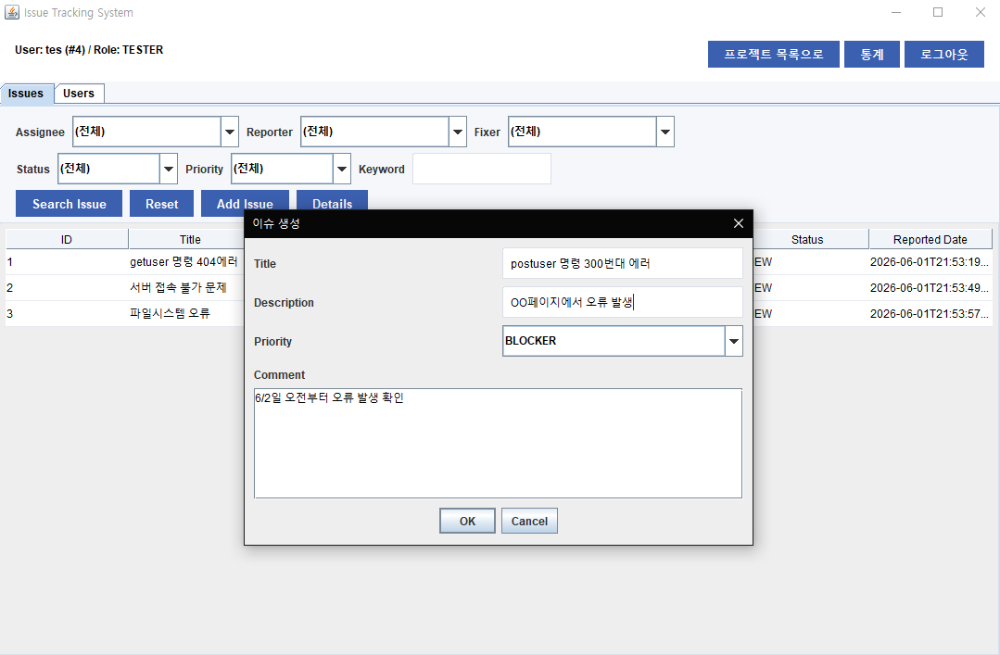 Issue Tracking System
User: tes (#4) / Role: TESTER
프로젝트 목록으로 통계 로그아웃
Issues Users
Assignee (전체) Reporter (전체) Fixer (전체)
Status (전체) Priority (전체) Keyword
Search Issue Reset Add Issue Details
이슈 생성
ID Title Status Reported Date
1 getuser 명령 404에러 EW 2026-06-01T21:53:19...
2 서버 접속 불가 문제 EW 2026-06-01T21:53:49...
3 파일시스템 오류 EW 2026-06-01T21:53:57...
Title postuser 명령 300번대 에러
Description OO페이지에서 오류 발생
Priority BLOCKER
Comment
6/2일 오전부터 오류 발생 확인
OK Cancel